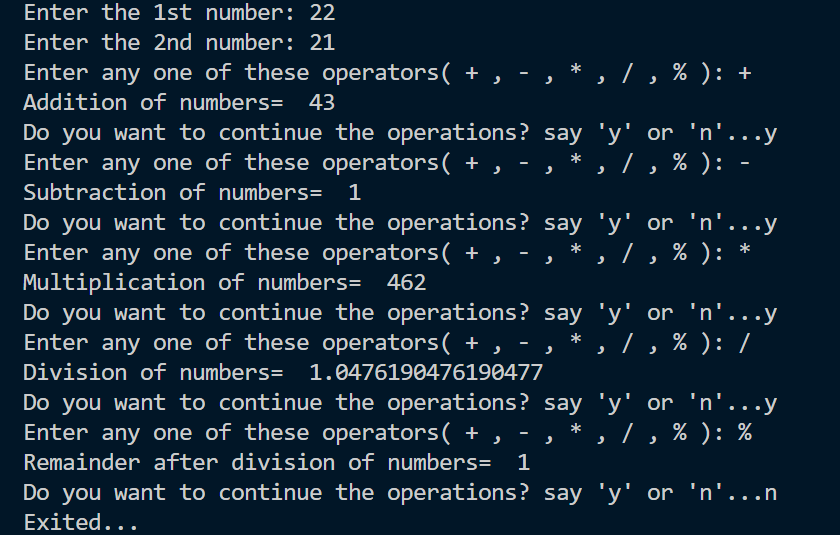 Enter the 1st number: 22
Enter the 2nd number: 21
Enter any one of these operators( + , - , * , / , % ): +
Addition of numbers=  43
Do you want to continue the operations? say 'y' or 'n'...y
Enter any one of these operators( + , - , * , / , % ): -
Subtraction of numbers=  1
Do you want to continue the operations? say 'y' or 'n'...y
Enter any one of these operators( + , - , * , / , % ): *
Multiplication of numbers=  462
Do you want to continue the operations? say 'y' or 'n'...y
Enter any one of these operators( + , - , * , / , % ): /
Division of numbers=  1.0476190476190477
Do you want to continue the operations? say 'y' or 'n'...y
Enter any one of these operators( + , - , * , / , % ): %
Remainder after division of numbers=  1
Do you want to continue the operations? say 'y' or 'n'...n
Exited...